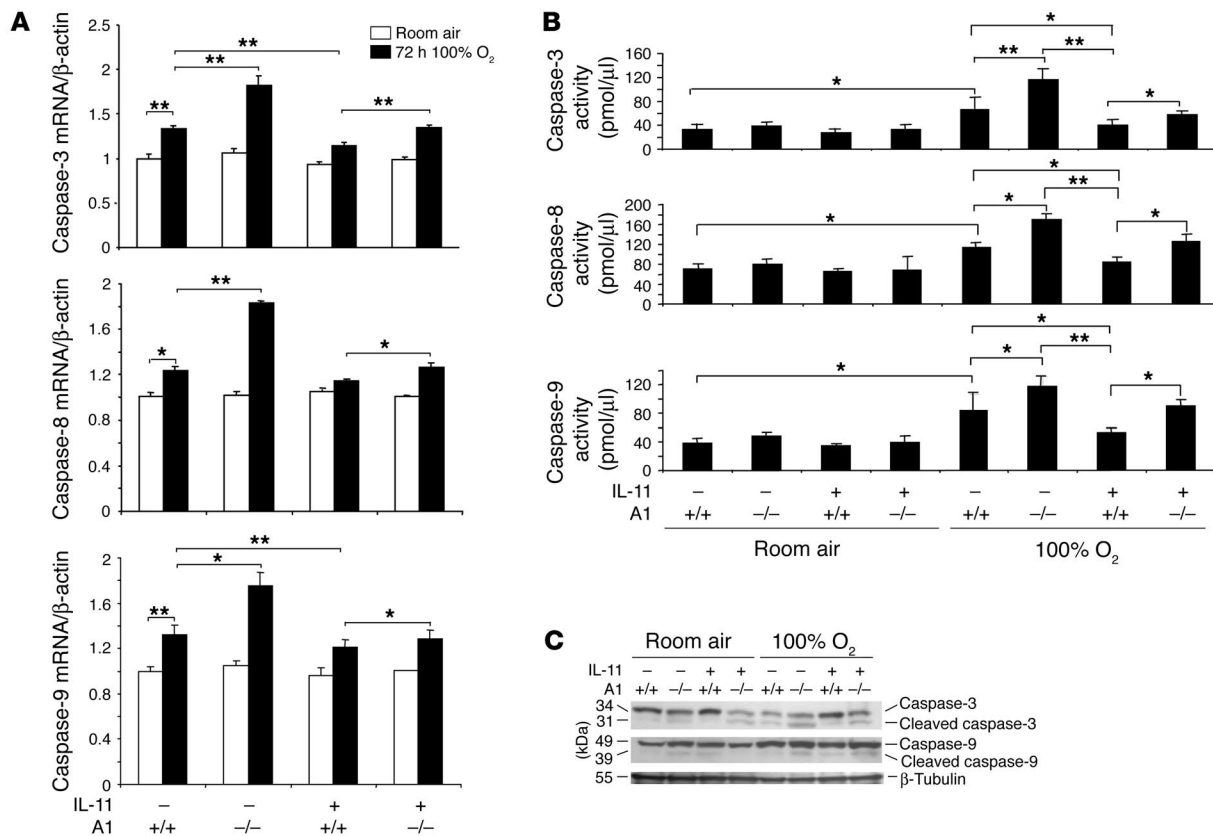 A
Caspase-3 mRNA/β-actin
2.5
2
1.5
1
0.5
0
Room air
72 h 100% O2
** ** ** **
Caspase-8 mRNA/β-actin
2
1.6
1.2
0.8
0.4
0
* ** *
Caspase-9 mRNA/β-actin
2
1.6
1.2
0.8
0.4
0
** * ** *
IL-11 – – + +
A1 +/+ –/– +/+ –/–
B
Caspase-3
activity
(pmol/µl)
160
120
80
40
0
* ** * ** *
Caspase-8
activity
(pmol/µl)
200
160
120
80
40
0
* * * ** *
Caspase-9
activity
(pmol/µl)
120
80
40
0
* * * ** *
IL-11 – – + + – – + +
A1 +/+ –/– +/+ –/– +/+ –/– +/+ –/–
Room air 100% O2
C
Room air 100% O2
IL-11 – – + + – – + +
A1 +/+ –/– +/+ –/– +/+ –/– +/+ –/–
(kDa)
34 Caspase-3
31 Cleaved caspase-3
49 Caspase-9
39 Cleaved caspase-9
55 β-Tubulin